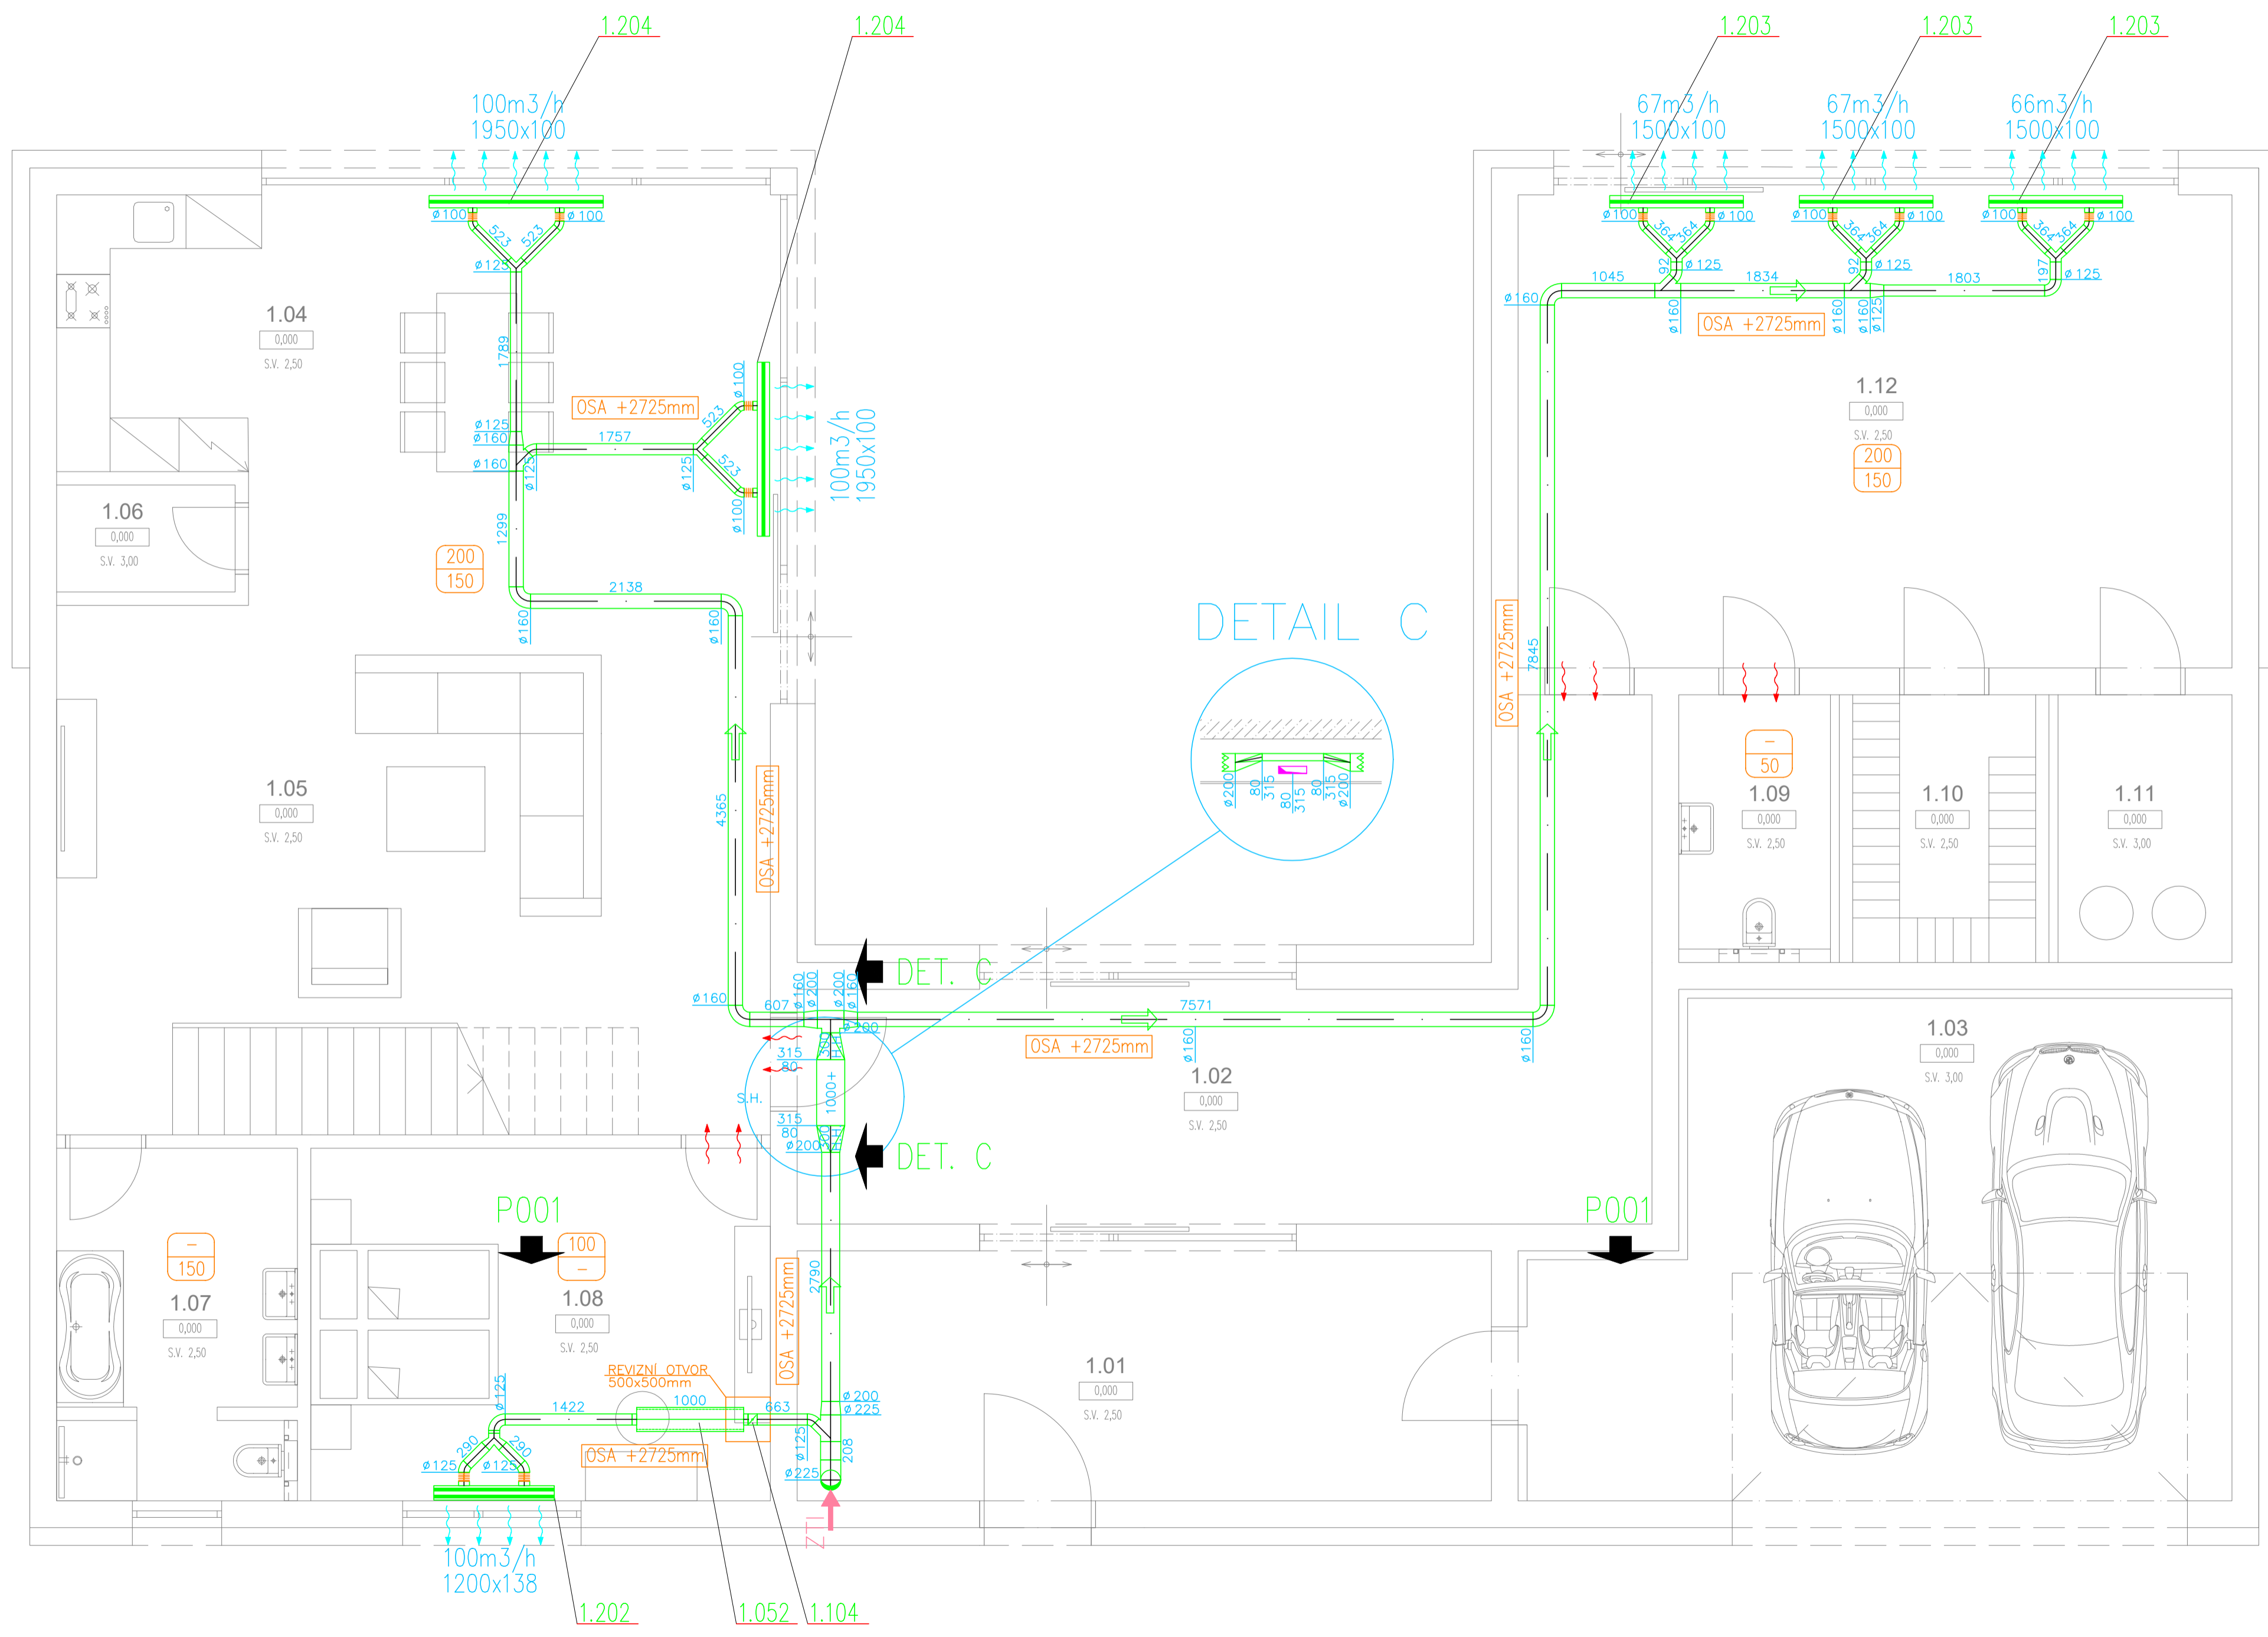 1.204
1.204
1.203
1.203
1.203
100m3/h
1950x100
67m3/h
1500x100
67m3/h
1500x100
66m3/h
1500x100
ø100
ø100
523
523
ø125
ø100
ø100
364
364
92
ø125
ø100
ø100
364
364
92
ø125
ø100
ø100
364
364
197
ø125
1045
1834
1803
ø160
ø160
ø160
ø160
ø125
OSA +2725mm
1.04
0,000
S.V. 2,50
1789
OSA +2725mm
ø100
523
523
ø100
100m3/h
1950x100
ø125
ø160
ø160
1757
ø125
ø125
1.12
0,000
S.V. 2,50
200
150
1.06
0,000
S.V. 3,00
1299
200
150
2138
ø160
ø160
DETAIL C
ø200
80
315
80
315
80
315
ø200
OSA +2725mm
7845
1.05
0,000
S.V. 2,50
4365
OSA +2725mm
-
50
1.09
0,000
S.V. 2,50
1.10
0,000
S.V. 2,50
1.11
0,000
S.V. 3,00
DET. C
ø160
607
ø160
ø200
ø200
ø160
7571
ø200
OSA +2725mm
ø160
ø160
315
80
300
1000+
S.H.
315
80
300
ø200
DET. C
1.02
0,000
S.V. 2,50
1.03
0,000
S.V. 3,00
P001
P001
-
150
1.07
0,000
S.V. 2,50
100
-
1.08
0,000
S.V. 2,50
2790
OSA +2725mm
REVIZNÍ OTVOR
500x500mm
1.01
0,000
S.V. 2,50
ø125
1422
1000
663
ø200
ø225
ø125
208
290
290
ø125
ø125
OSA +2725mm
ø225
ZTI
100m3/h
1200x138
1.202
1.052
1.104